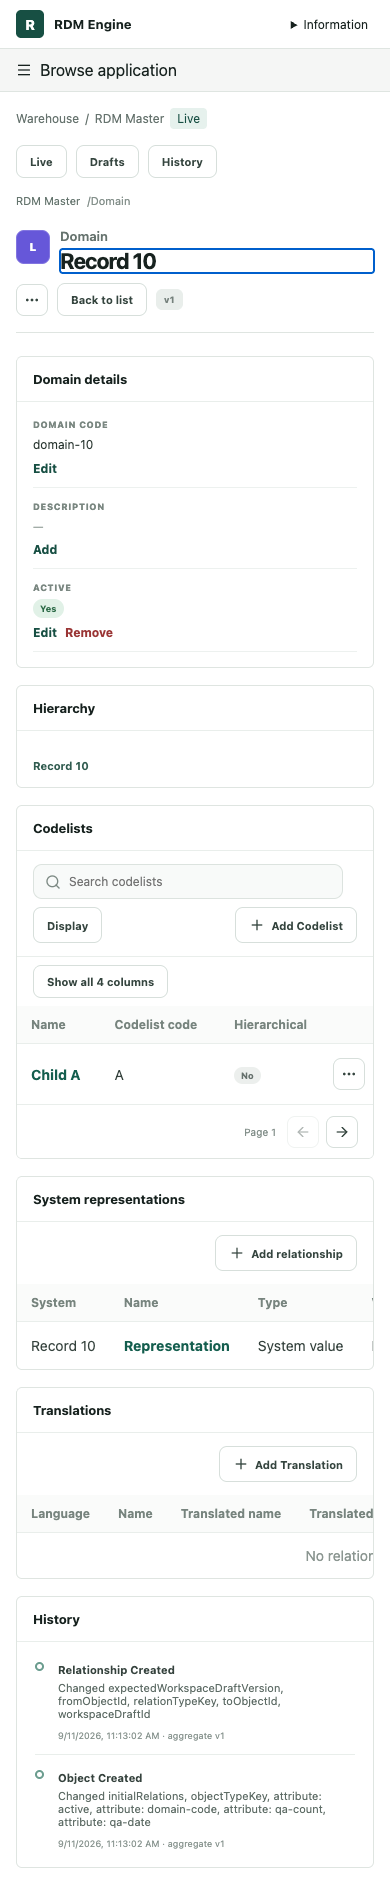 R RDM Engine ▶ Information
☰ Browse application
Warehouse / RDM Master Live
Live Drafts History
RDM Master /Domain
L
Domain
Record 10
... Back to list v1
Domain details
DOMAIN CODE
domain-10
Edit
DESCRIPTION
—
Add
ACTIVE
Yes
Edit Remove
Hierarchy
Record 10
Codelists
Search codelists
Display + Add Codelist
Show all 4 columns
Name Codelist code Hierarchical
Child A A No ...
Page 1 ← →
System representations
+ Add relationship
System Name Type
Record 10 Representation System value
Translations
+ Add Translation
Language Name Translated name Translated
No relation
History
Relationship Created
Changed expectedWorkspaceDraftVersion,
fromObjectId, relationTypeKey, toObjectId,
workspaceDraftId
9/11/2026, 11:13:02 AM · aggregate v1
Object Created
Changed initialRelations, objectTypeKey, attribute:
active, attribute: domain-code, attribute: qa-count,
attribute: qa-date
9/11/2026, 11:13:02 AM · aggregate v1